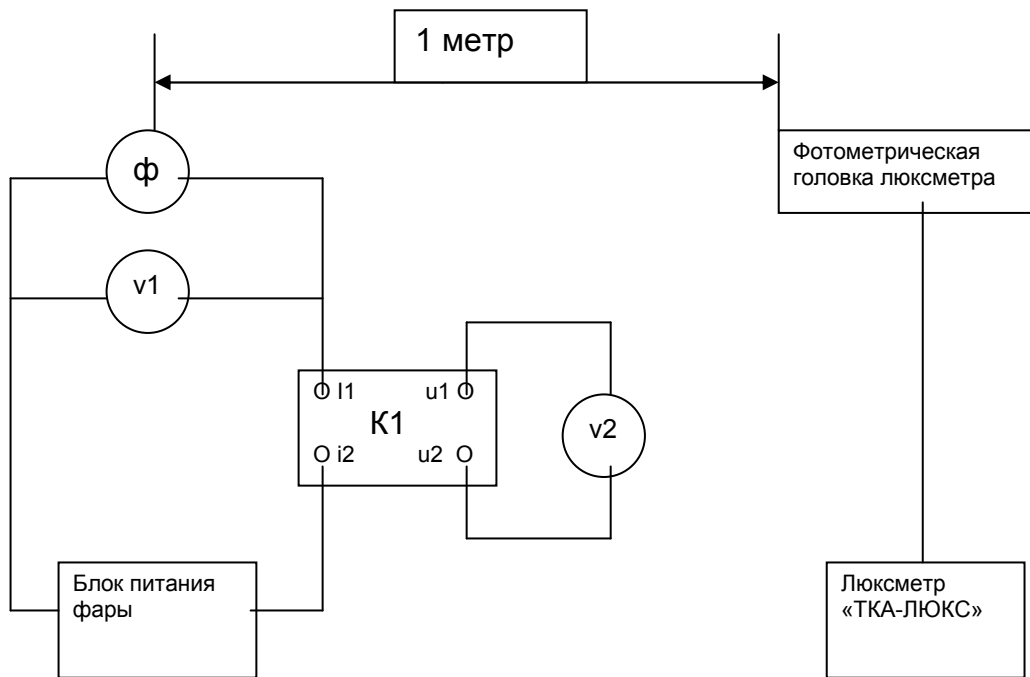 1 метр
ф
Фотометрическая
головка люксметра
v1
I1
u1
К1
v2
i2
u2
Блок питания
фары
Люксметр
«ТКА-ЛЮКС»